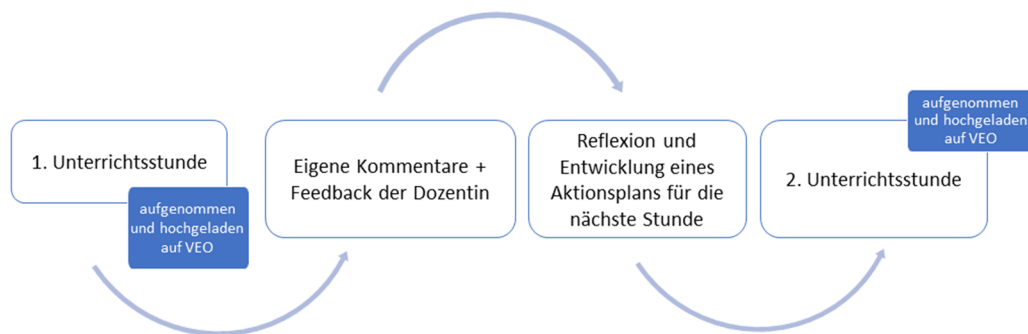 1. Unterrichtsstunde
aufgenommen
und hochgeladen
auf VEO
Eigene Kommentare +
Feedback der Dozentin
Reflexion und
Entwicklung eines
Aktionsplans für die
nächste Stunde
aufgenommen
und hochgeladen
auf VEO
2. Unterrichtsstunde